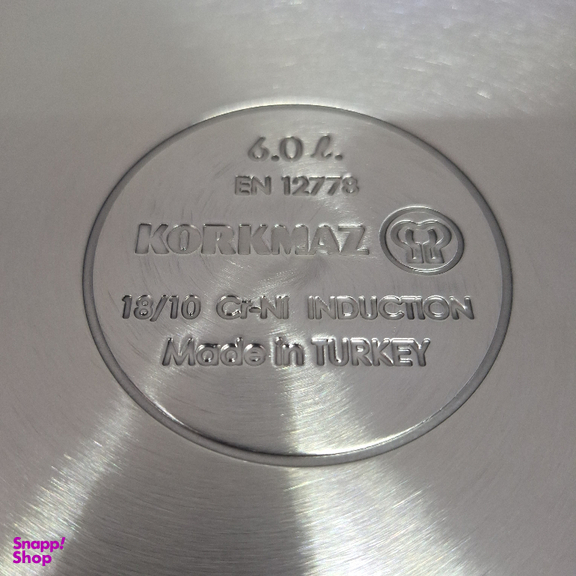 6.0 ℓ.
EN 12778
KORKMAZ
18/10 Cr-Ni INDUCTION
Made in TURKEY
Snapp!
Shop